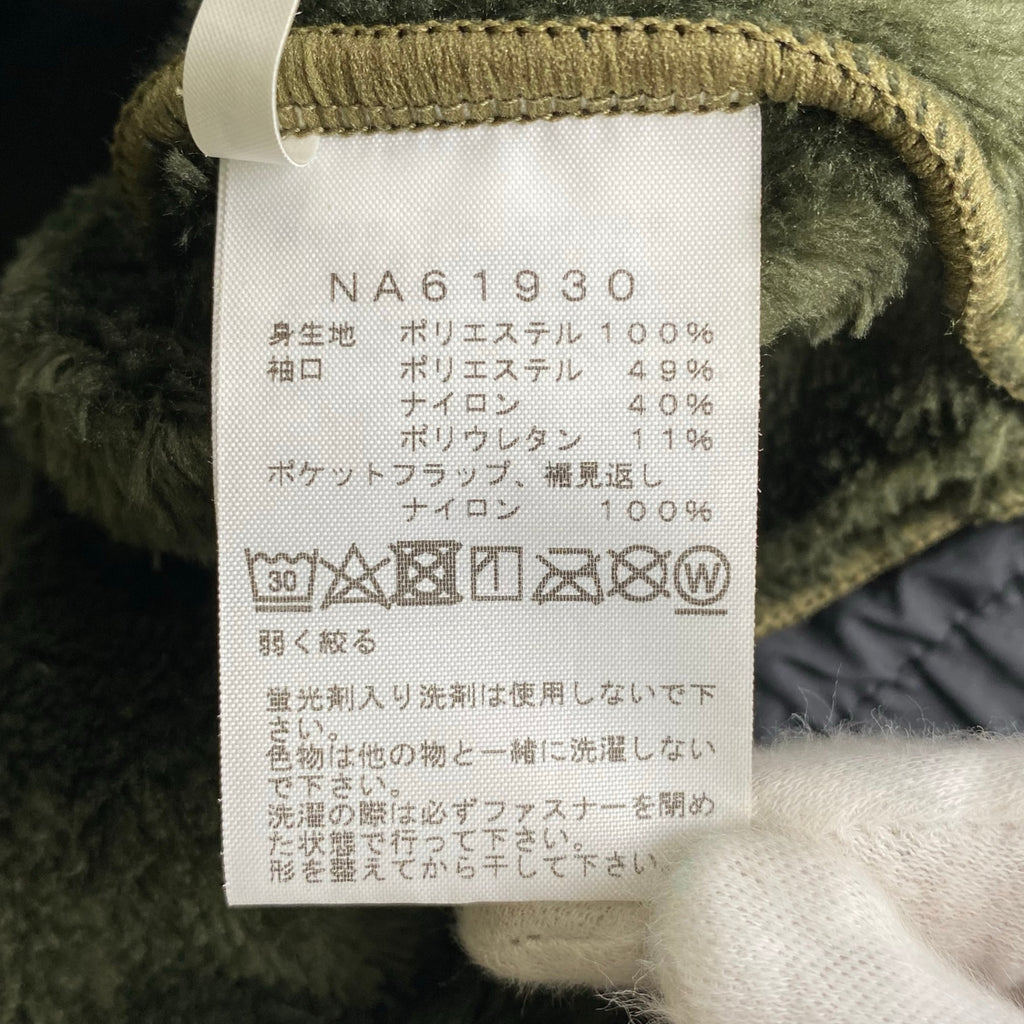 NA61930
身生地 ポリエステル 100%
袖口 ポリエステル 49%
ナイロン 40%
ポリウレタン 11%
ポケットフラップ、裾見返し
ナイロン 100%
30 W
弱く絞る
蛍光剤入り洗剤は使用しないで下
さい。
色物は他の物と一緒に洗濯しない
で下さい。
洗濯の際は必ずファスナーを閉め
た状態で行って下さい。
形を整えてから干して下さい。